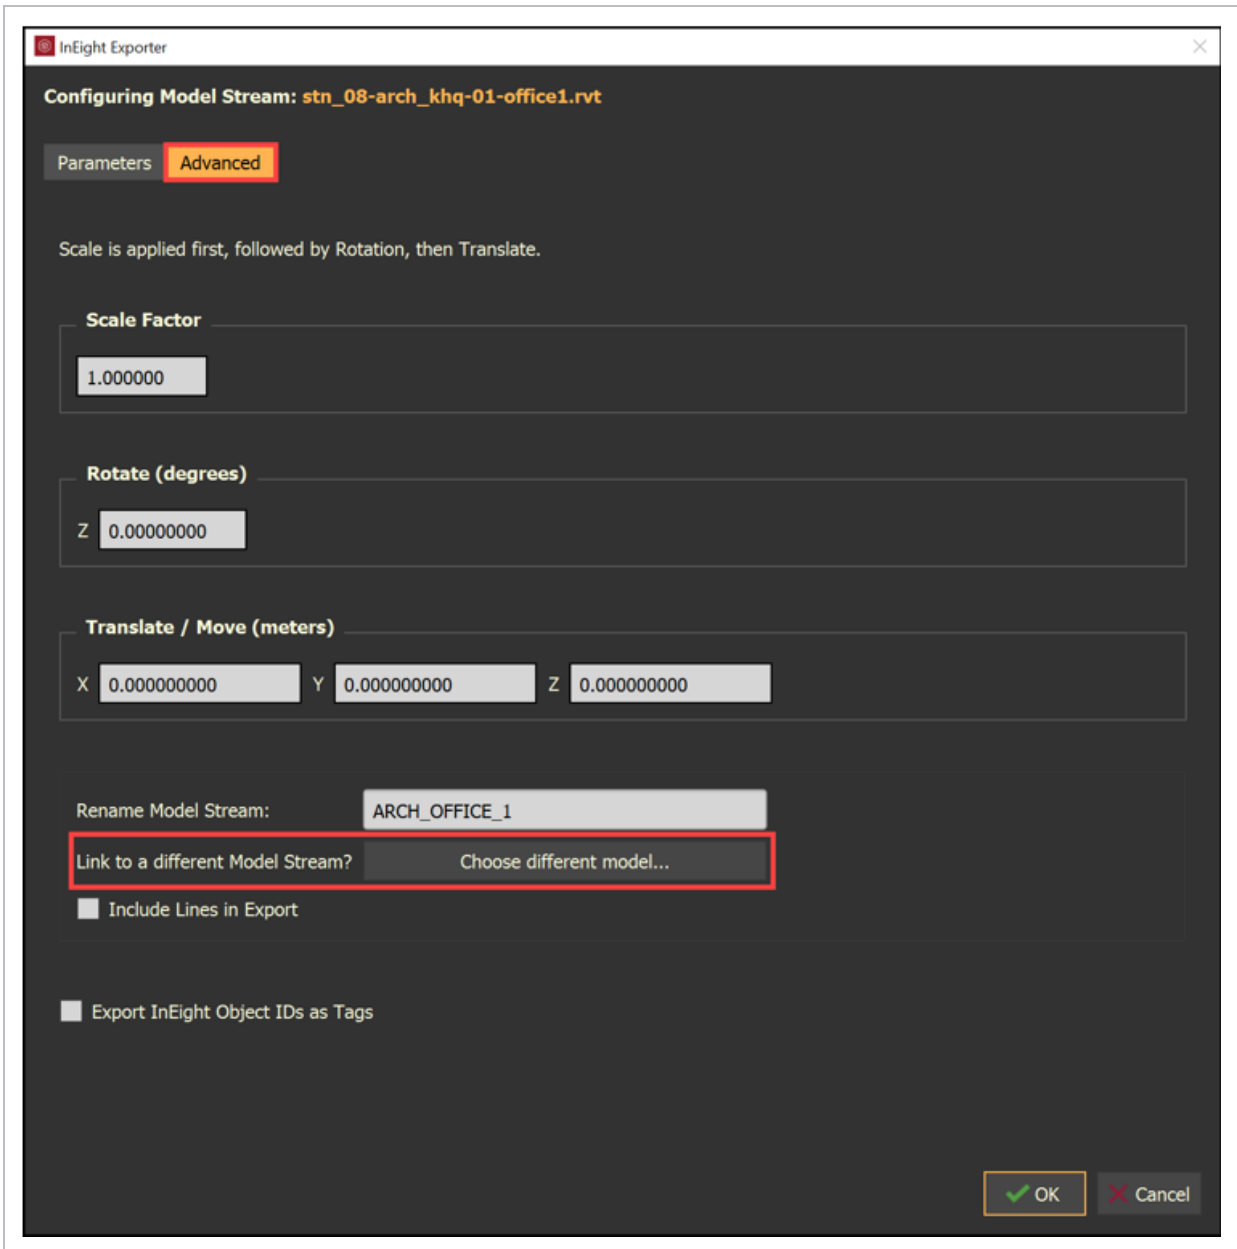 InEight Exporter
Configuring Model Stream: stn_08-arch_khq-01-office1.rvt
Parameters Advanced
Scale is applied first, followed by Rotation, then Translate.
Scale Factor
1.000000
Rotate (degrees)
Z 0.00000000
Translate / Move (meters)
X 0.000000000 Y 0.000000000 Z 0.000000000
Rename Model Stream: ARCH_OFFICE_1
Link to a different Model Stream? Choose different model...
Include Lines in Export
Export InEight Object IDs as Tags
OK Cancel